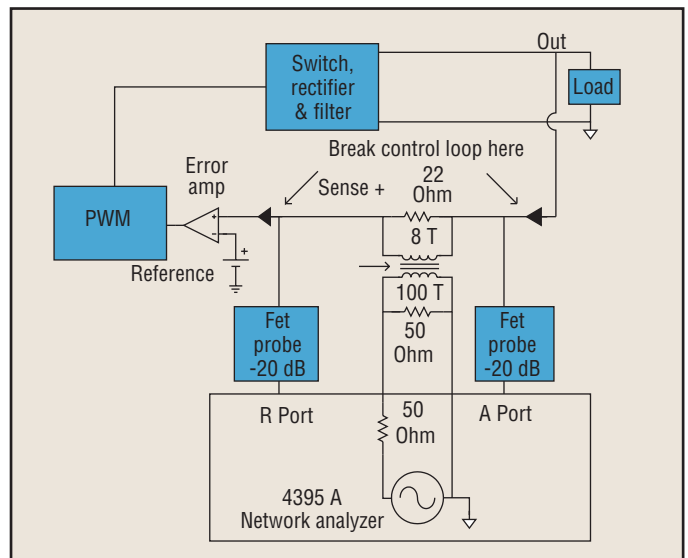 Out
Switch,
rectifier
& filter
Load
Break control loop here
Error
amp
Sense +
22
Ohm
PWM
+
-
8 T
+
Reference
100 T
Fet
probe
-20 dB
50
Ohm
Fet
probe
-20 dB
R Port
50
Ohm
A Port
4395 A
Network analyzer